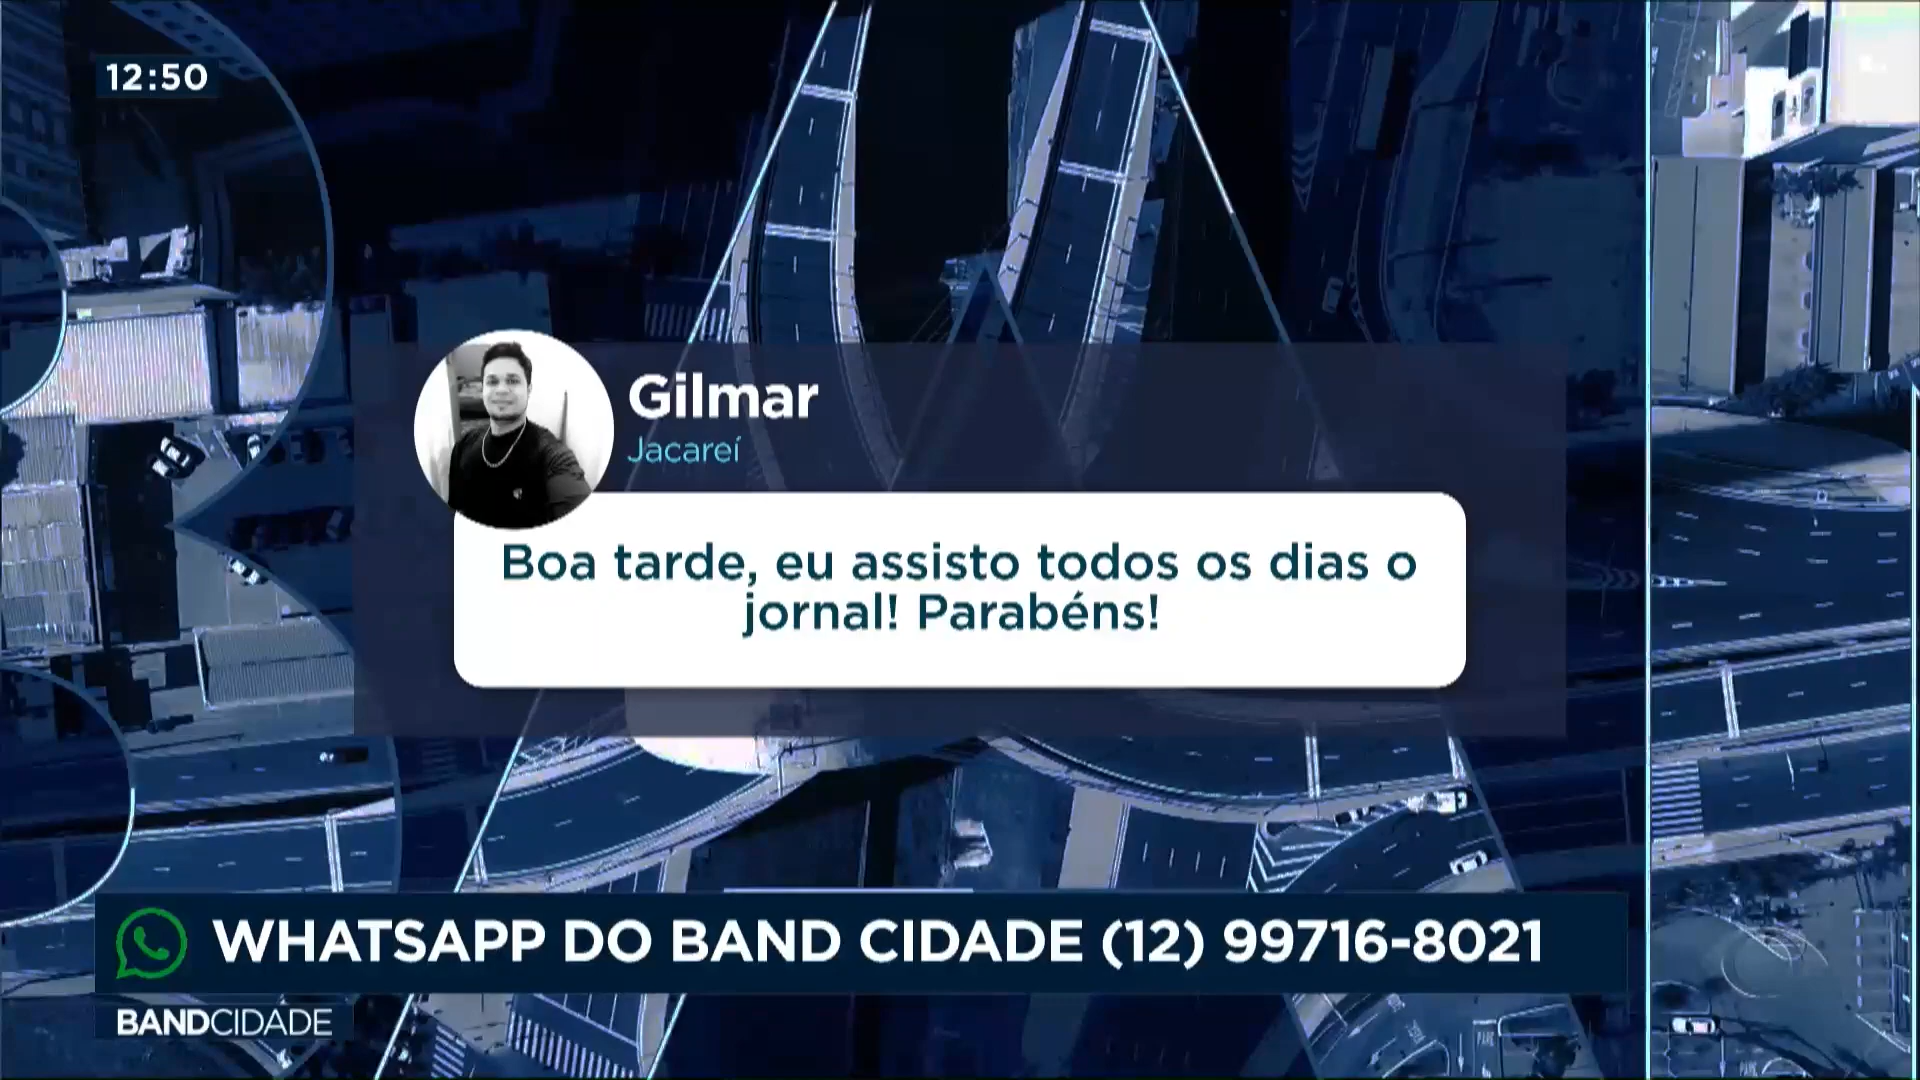 12:50
Gilmar
Jacareí
Boa tarde, eu assisto todos os dias o
jornal! Parabéns!
WHATSAPP DO BAND CIDADE (12) 99716-8021
BANDCIDADE